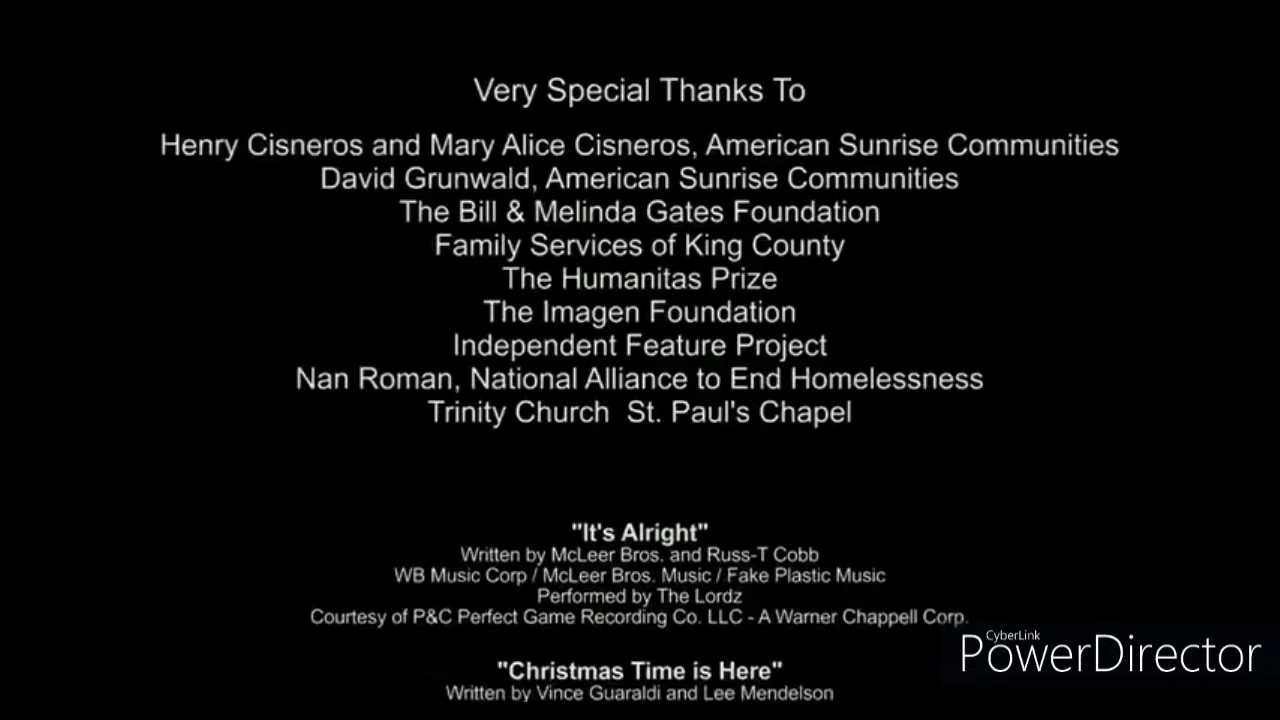 Very Special Thanks To
Henry Cisneros and Mary Alice Cisneros, American Sunrise Communities
David Grunwald, American Sunrise Communities
The Bill & Melinda Gates Foundation
Family Services of King County
The Humanitas Prize
The Imagen Foundation
Independent Feature Project
Nan Roman, National Alliance to End Homelessness
Trinity Church  St. Paul's Chapel
"It's Alright"
Written by McLeer Bros. and Russ-T Cobb
WB Music Corp / McLeer Bros. Music / Fake Plastic Music
Performed by The Lordz
Courtesy of P&C Perfect Game Recording Co. LLC - A Warner Chappell Corp.
"Christmas Time is Here"
Written by Vince Guaraldi and Lee Mendelson
CyberLink
PowerDirector